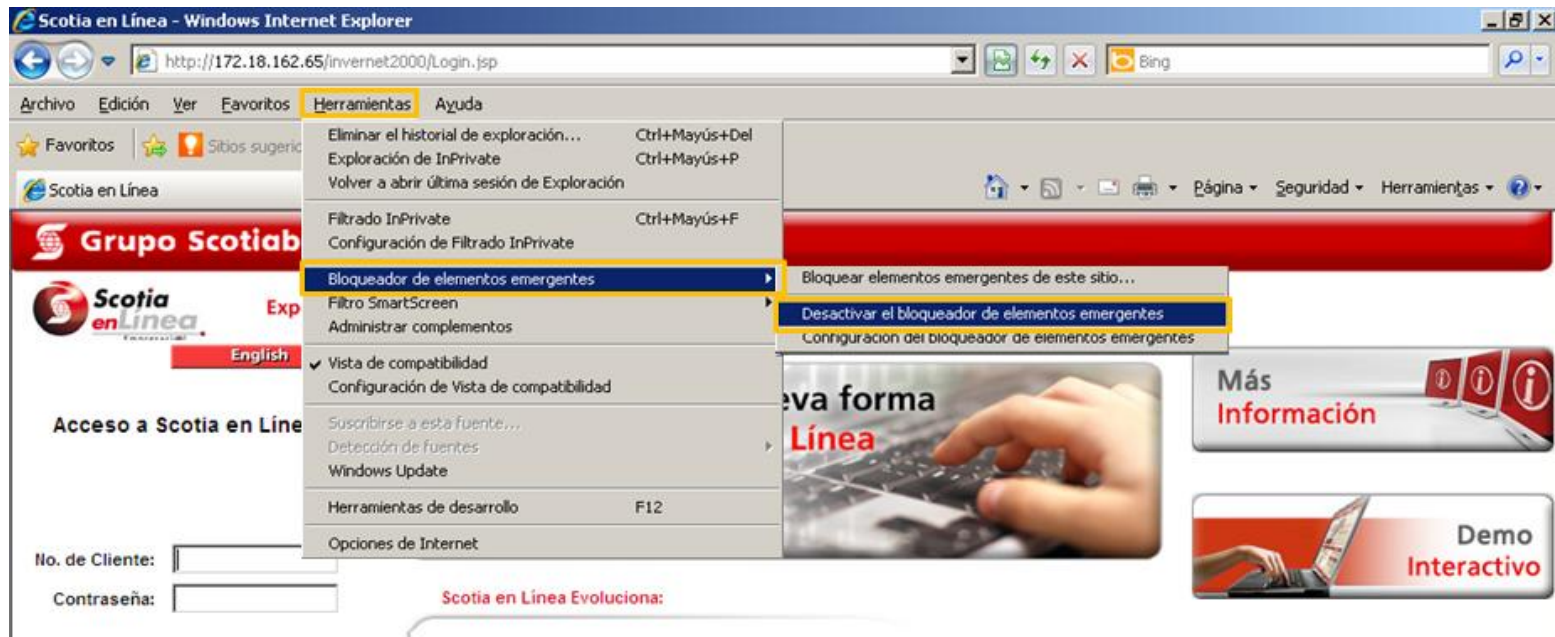 Scotia en Línea - Windows Internet Explorer
http://172.18.162.65/invernet2000/Login.jsp
Bing
Archivo Edición Ver Favoritos Herramientas Ayuda
Favoritos Sitios sugeric
Scotia en Línea
Página Seguridad Herramientas
Eliminar el historial de exploración... Ctrl+Mayús+Del
Exploración de InPrivate Ctrl+Mayús+P
Volver a abrir última sesión de Exploración
Filtrado InPrivate Ctrl+Mayús+F
Configuración de Filtrado InPrivate
Bloqueador de elementos emergentes
Filtro SmartScreen
Administrar complementos
Vista de compatibilidad
Configuración de Vista de compatibilidad
Suscribirse a esta fuente...
Detección de fuentes
Windows Update
Herramientas de desarrollo F12
Opciones de Internet
Bloquear elementos emergentes de este sitio...
Desactivar el bloqueador de elementos emergentes
Configuración del bloqueador de elementos emergentes
Grupo Scotiab
Scotia
enLínea
Exp
English
Acceso a Scotia en Líne
No. de Cliente:
Contraseña:
eva forma
Línea
Scotia en Línea Evoluciona:
Más
Información
Demo
Interactivo